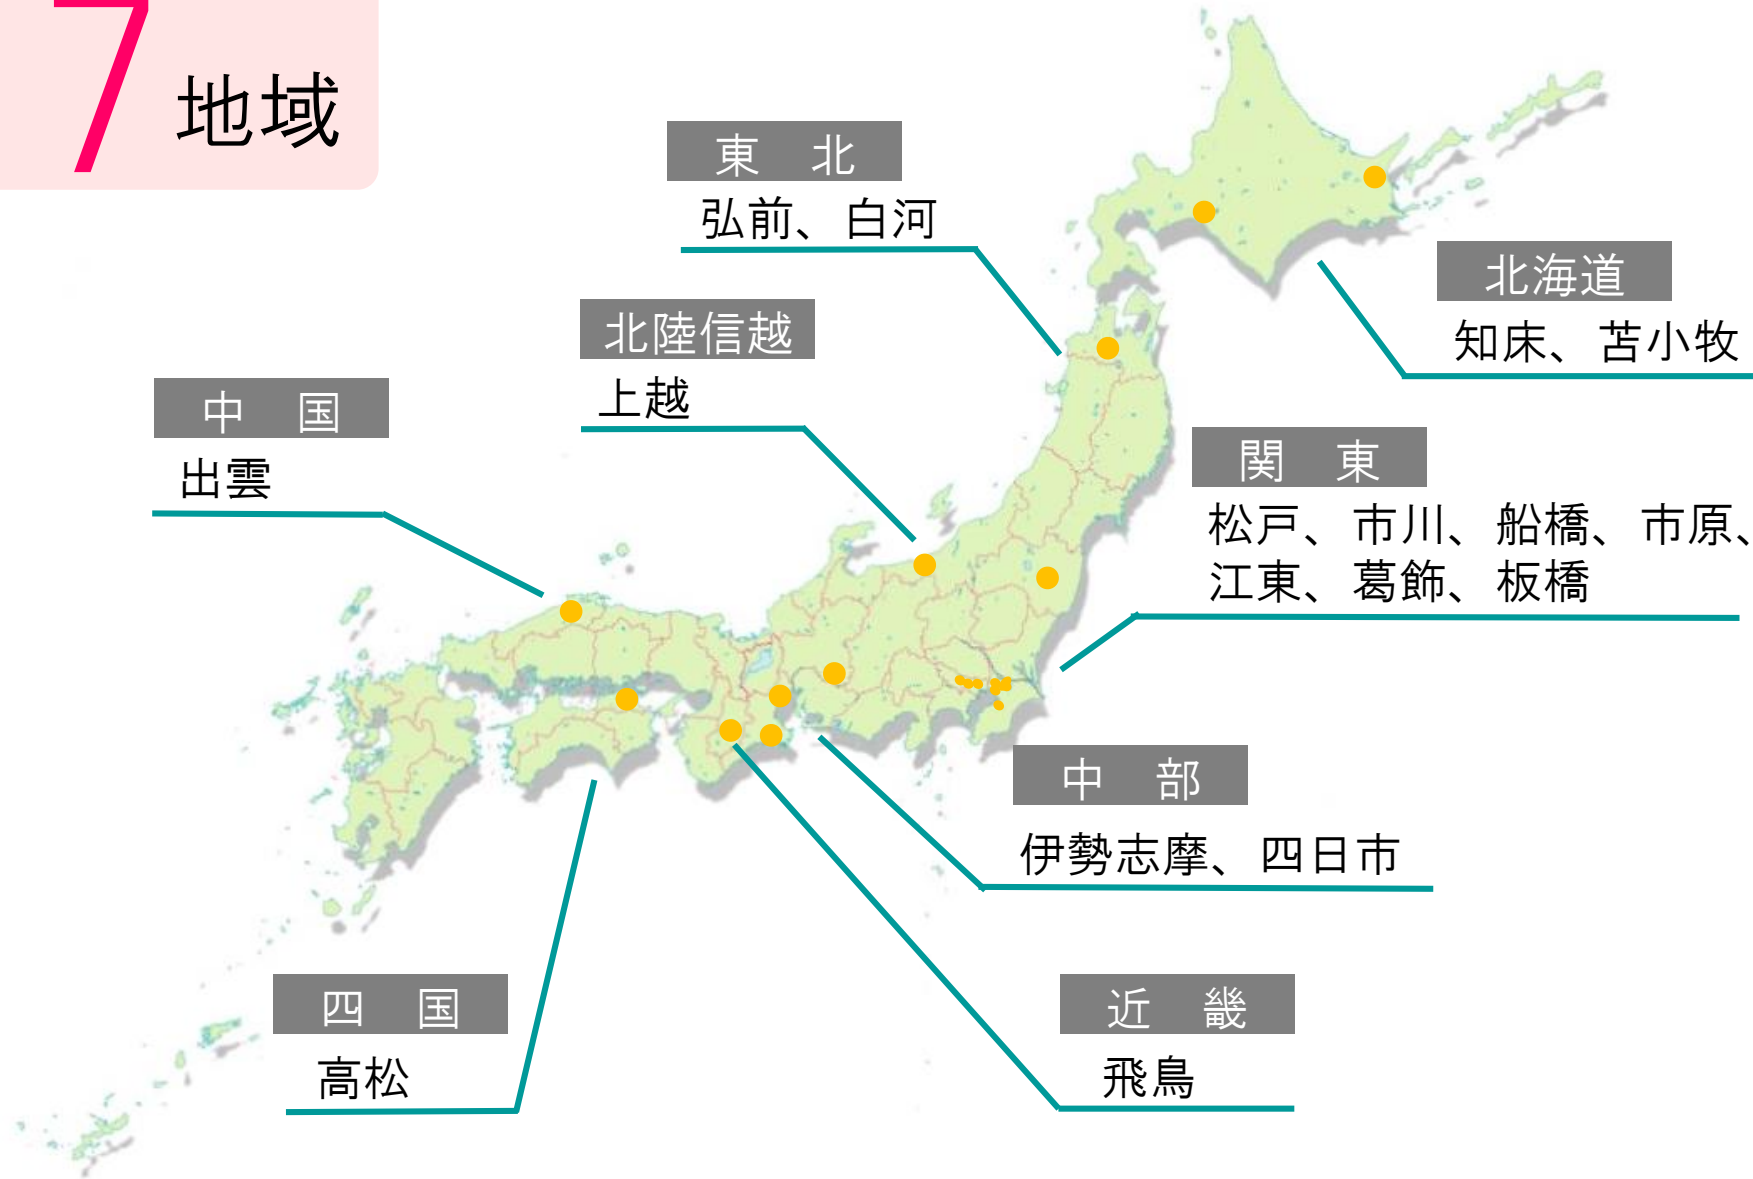 7 地域
東 北
弘前、白河
北海道
知床、苫小牧
北陸信越
上越
中 国
出雲
関 東
松戸、市川、船橋、市原、
江東、葛飾、板橋
中 部
伊勢志摩、四日市
四 国
高松
近 畿
飛鳥